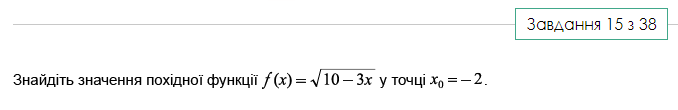 Завдання 15 з 38
Знайдіть значення похідної функції f(x) = √(10 − 3x) у точці x₀ = − 2.